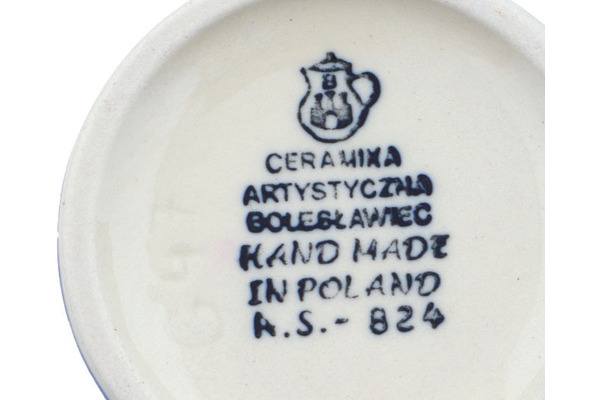 B
CERAMIKA
ARTYSTYCZNA
BOLESŁAWIEC
HAND MADE
IN POLAND
A.S.- 824